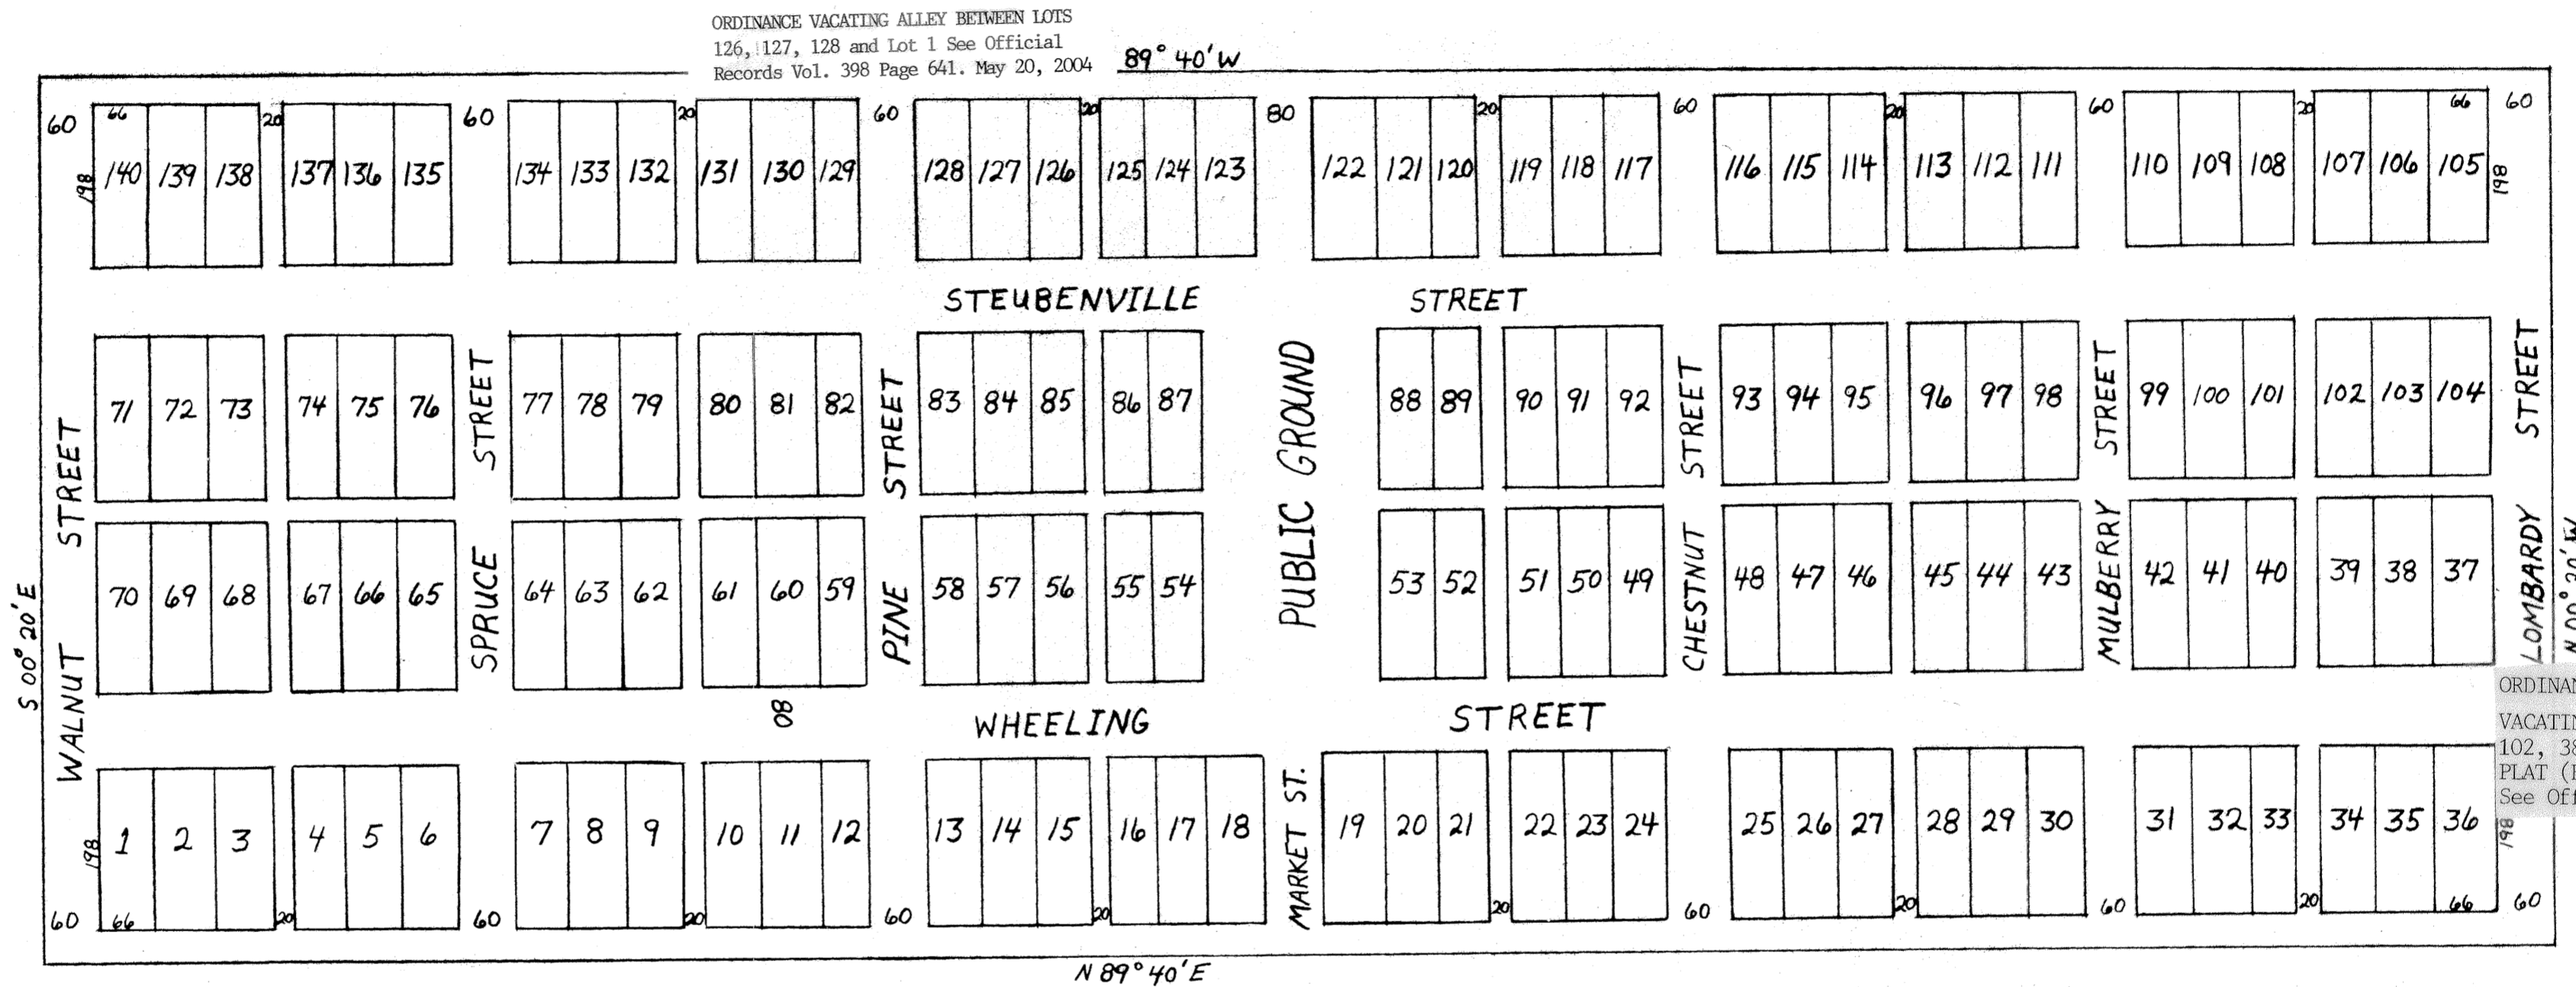 ORDINANCE VACATING ALLEY BETWEEN LOTS
126, 127, 128 and Lot 1 See Official
Records Vol. 398 Page 641. May 20, 2004
89° 40' W
60 66 20 60 20 60 20 80 20 60 20 60 20 66 60
198 140 139 138 137 136 135 134 133 132 131 130 129 128 127 126 125 124 123 122 121 120 119 118 117 116 115 114 113 112 111 110 109 108 107 106 105 198
STEUBENVILLE STREET
71 72 73 74 75 76 77 78 79 80 81 82 83 84 85 86 87 88 89 90 91 92 93 94 95 96 97 98 99 100 101 102 103 104
70 69 68 67 66 65 64 63 62 61 60 59 58 57 56 55 54 53 52 51 50 49 48 47 46 45 44 43 42 41 40 39 38 37
S 00° 20' E
WALNUT STREET
SPRUCE STREET
PINE STREET
PUBLIC GROUND
CHESTNUT STREET
MULBERRY STREET
LOMBARDY STREET
N 00° 20' W
80
WHEELING STREET
MARKET ST.
ORDINAN
VACATIN
102, 38
PLAT (
See Off
198 1 2 3 4 5 6 7 8 9 10 11 12 13 14 15 16 17 18 19 20 21 22 23 24 25 26 27 28 29 30 31 32 33 34 35 36 198
60 66 20 60 20 60 20 20 60 20 60 20 66 60
N 89° 40' E